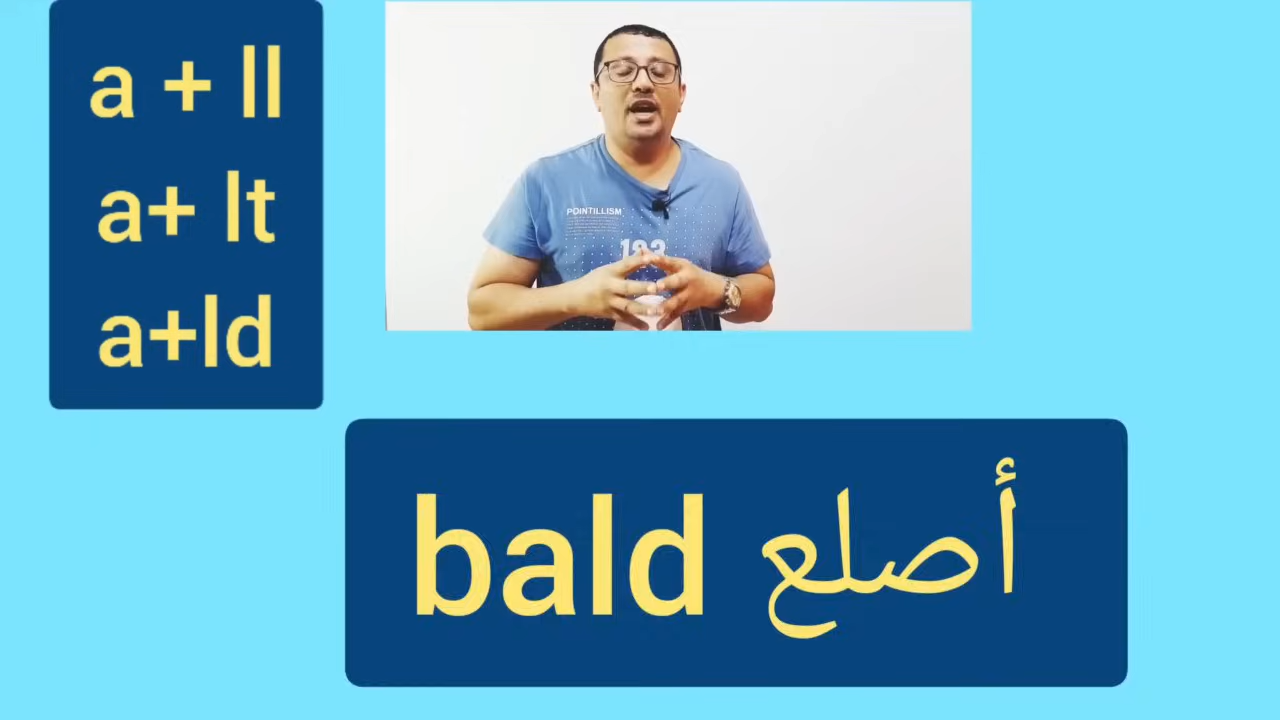 a + ll
a+ lt
a+ld
POINTILLISM
bald أصلع